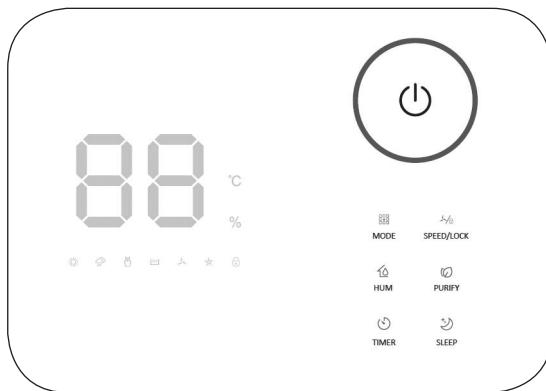 88
℃
%
MODE SPEED/LOCK
HUM PURIFY
TIMER SLEEP